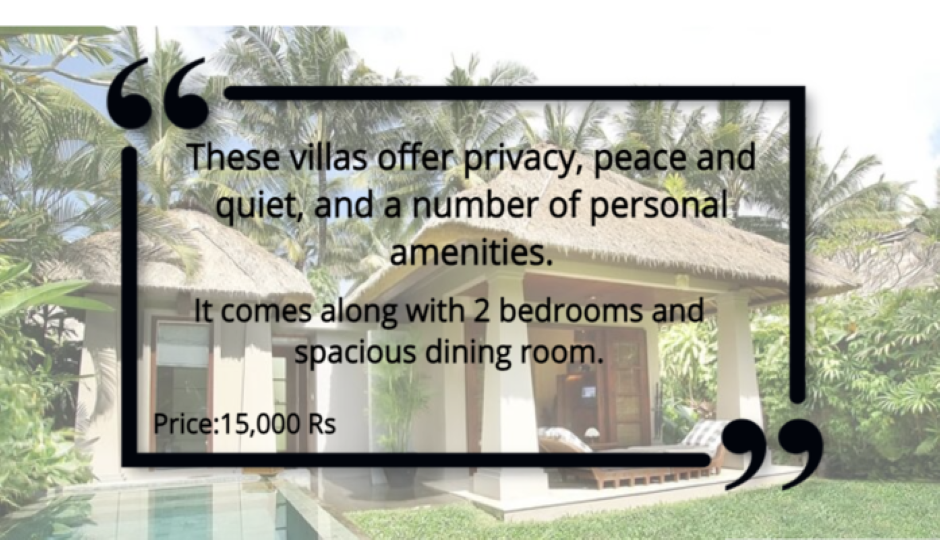 These villas offer privacy, peace and
quiet, and a number of personal
amenities.
It comes along with 2 bedrooms and
spacious dining room.
Price:15,000 Rs